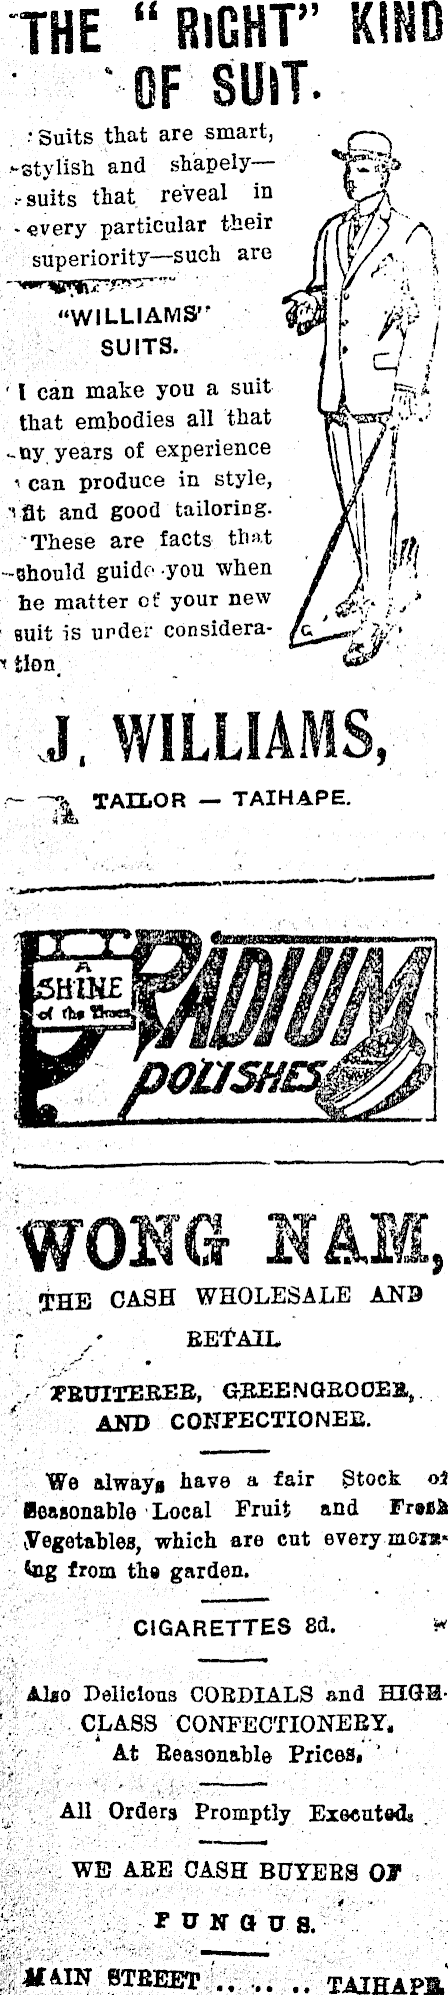 THE "RIGHT" KIND
OF SUIT.
Suits that are smart,
stylish and shapely—
suits that reveal in
every particular their
superiority—such are
"WILLIAMS"
SUITS.
I can make you a suit
that embodies all that
my years of experience
can produce in style,
fit and good tailoring.
These are facts that
should guide you when
he matter of your new
suit is under considera-
tion.
J. WILLIAMS,
TAILOR — TAIHAPE.
A
SHINE
of the Times
RADIUM
POLISHES
WONG NAM,
THE CASH WHOLESALE AND
RETAIL
FRUITERER, GREENGROCER,
AND CONFECTIONER.
We always have a fair Stock of
Seasonable Local Fruit and Fresh
Vegetables, which are cut every morn-
ing from the garden.
CIGARETTES 8d.
Also Delicious CORDIALS and HIGH-
CLASS CONFECTIONERY.
At Reasonable Prices.
All Orders Promptly Executed.
WE ARE CASH BUYERS OF
FUNGUS.
MAIN STREET .. .. .. TAIHAPE.